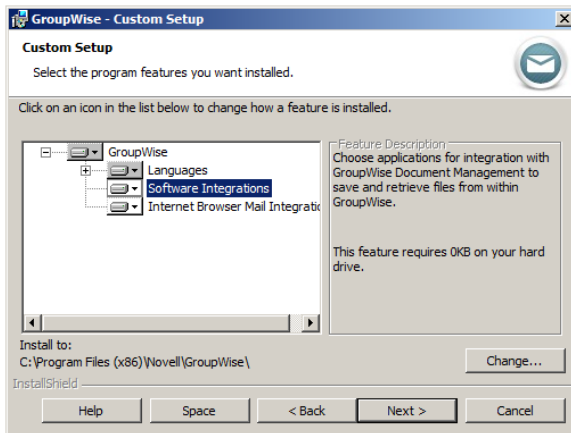 GroupWise - Custom Setup
Custom Setup
Select the program features you want installed.
Click on an icon in the list below to change how a feature is installed.
GroupWise
Languages
Software Integrations
Internet Browser Mail Integratio
Feature Description
Choose applications for integration with
GroupWise Document Management to
save and retrieve files from within
GroupWise.
This feature requires 0KB on your hard
drive.
Install to:
C:\Program Files (x86)\Novell\GroupWise\
Change...
InstallShield
Help
Space
< Back
Next >
Cancel